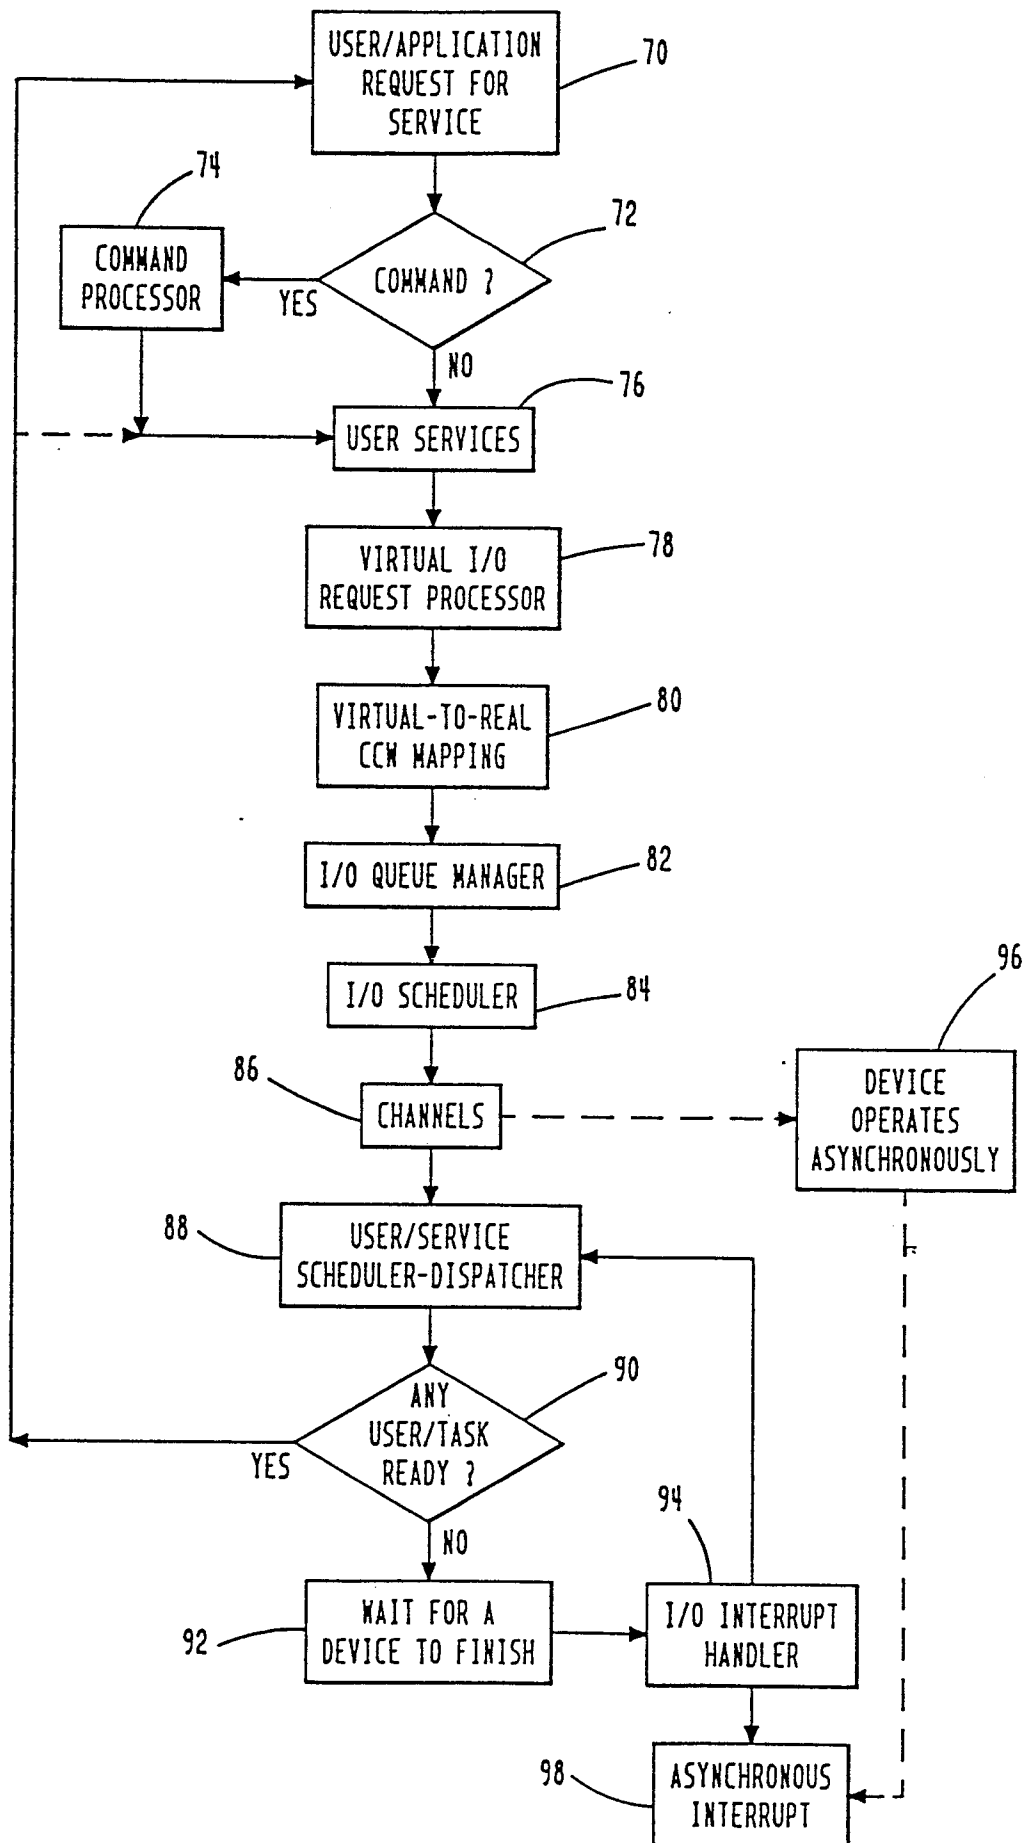 USER/APPLICATION
REQUEST FOR
SERVICE
70
74
COMMAND
PROCESSOR
72
COMMAND ?
YES
NO
76
USER SERVICES
VIRTUAL I/O
REQUEST PROCESSOR
78
VIRTUAL-TO-REAL
CCW MAPPING
80
I/O QUEUE MANAGER
82
I/O SCHEDULER
84
86
CHANNELS
96
DEVICE
OPERATES
ASYNCHRONOUSLY
88
USER/SERVICE
SCHEDULER-DISPATCHER
90
ANY
USER/TASK
READY ?
YES
NO
92
WAIT FOR A
DEVICE TO FINISH
94
I/O INTERRUPT
HANDLER
98
ASYNCHRONOUS
INTERRUPT